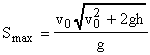 S_max = v_0 √(v_0^2 + 2gh) / g